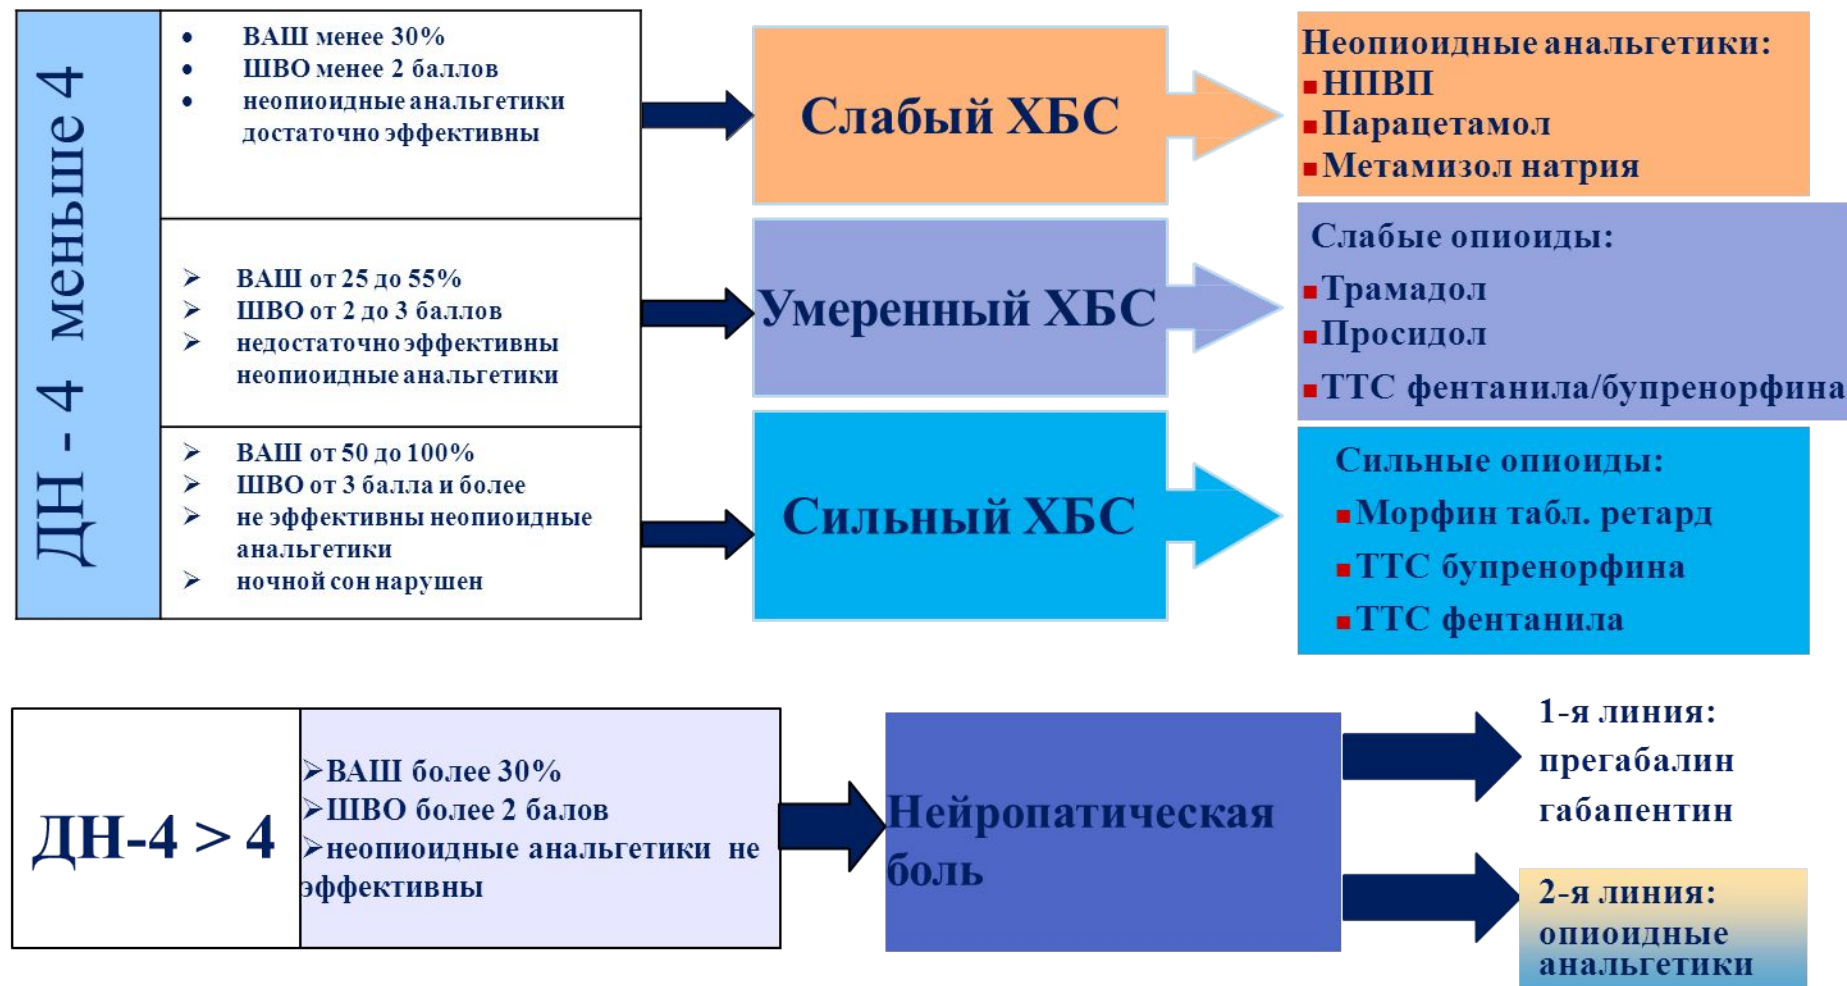 ДН - 4 меньше 4
• ВАШ менее 30%
• ШВО менее 2 баллов
• неопиоидные анальгетики
достаточно эффективны
Слабый ХБС
Неопиоидные анальгетики:
▪НПВП
▪Парацетамол
▪Метамизол натрия
➢ ВАШ от 25 до 55%
➢ ШВО от 2 до 3 баллов
➢ недостаточно эффективны
неопиоидные анальгетики
Умеренный ХБС
Слабые опиоиды:
▪Трамадол
▪Просидол
▪ТТС фентанила/бупренорфина
➢ ВАШ от 50 до 100%
➢ ШВО от 3 балла и более
➢ не эффективны неопиоидные
анальгетики
➢ ночной сон нарушен
Сильный ХБС
Сильные опиоиды:
▪Морфин табл. ретард
▪ТТС бупренорфина
▪ТТС фентанила
ДН-4 > 4
➢ВАШ более 30%
➢ШВО более 2 балов
➢неопиоидные анальгетики не
эффективны
Нейропатическая
боль
1-я линия:
прегабалин
габапентин
2-я линия:
опиоидные
анальгетики